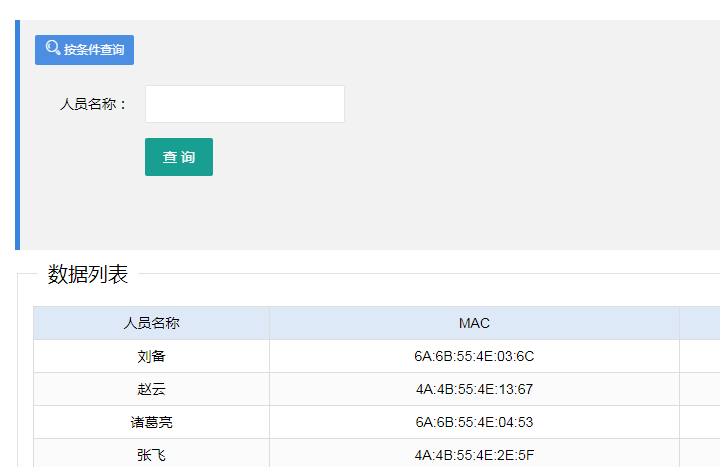 按条件查询
人员名称：
查 询
数据列表
人员名称 MAC
刘备 6A:6B:55:4E:03:6C
赵云 4A:4B:55:4E:13:67
诸葛亮 6A:6B:55:4E:04:53
张飞 4A:4B:55:4E:2E:5F